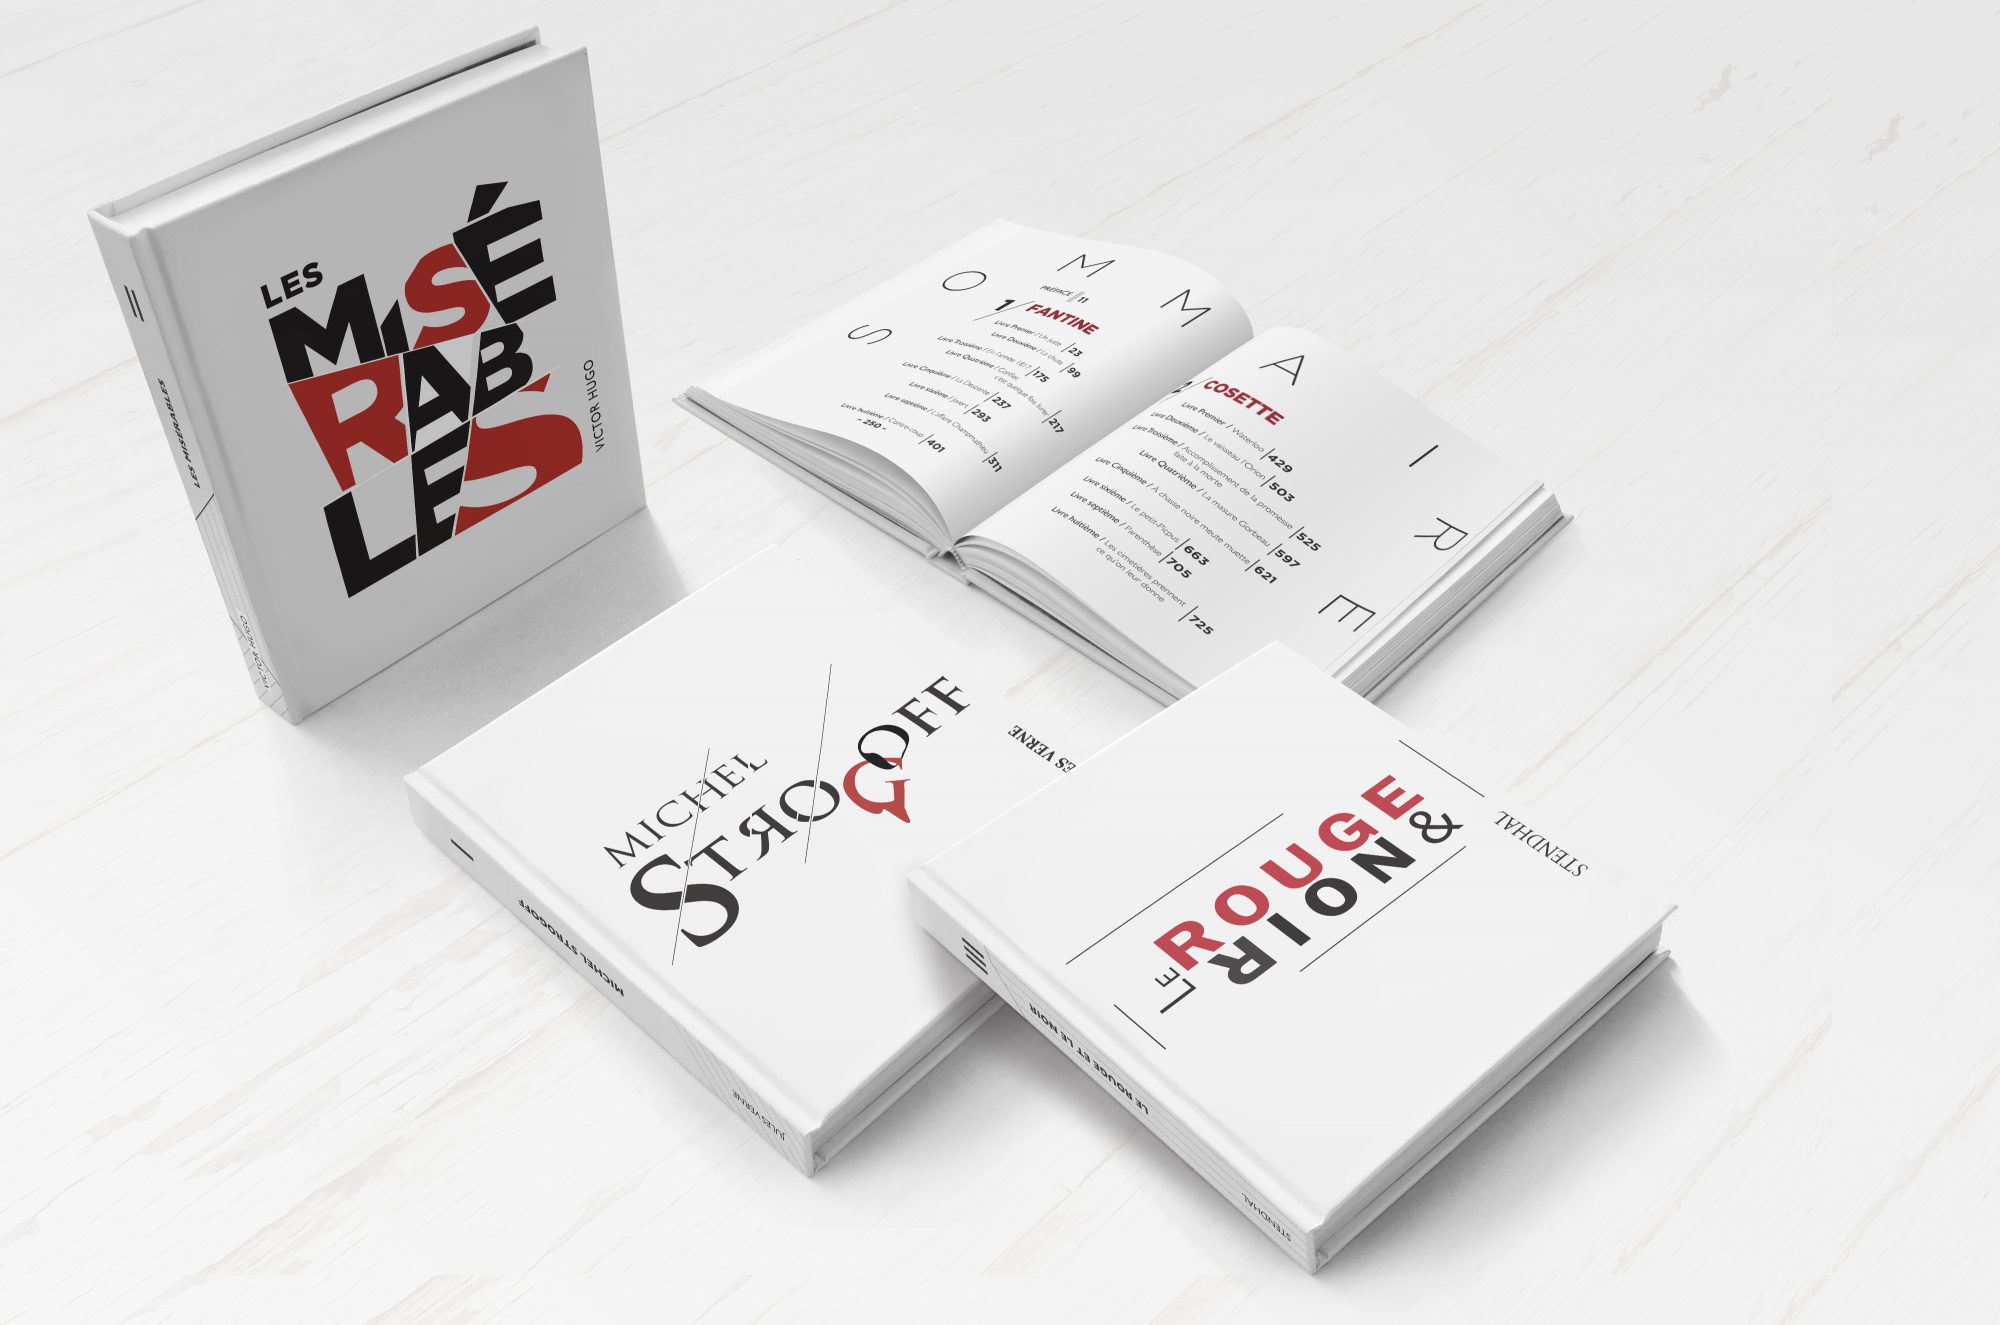 LES
MISÉ
RAB
LES
VICTOR HUGO
LES MISÉRABLES
VICTOR HUGO
SOMMAIRE
PRÉFACE // 11
1/ FANTINE
Livre Premier / Un juste /23
Livre Deuxième / La chute /99
Livre Troisième / En l'année 1817 /175
Livre Quatrième / Confier,
c'est quelque fois livrer /217
Livre Cinquième / La Descente /237
Livre sixième / Javert /293
Livre septième / L'affaire Champmathieu /311
Livre huitième / Contre-coup /401
- 250 -
2/ COSETTE
Livre Premier / Waterloo /429
Livre Deuxième / Le vaisseau l'Orion /503
Livre Troisième / Accomplissement de la promesse
faite à la morte /525
Livre Quatrième / La masure Gorbeau /597
Livre Cinquième / À chasse noire meute muette /621
Livre sixième / Le petit-Picpus /663
Livre septième / Parenthèse /705
Livre huitième / Les cimetières prennent
ce qu'on leur donne /725
MICHEL
STROGOFF
ES VERNE
MICHEL STROGOFF
JULES VERNE
LE
ROUGE
&
NOIR
STENDHAL
LE ROUGE ET LE NOIR
STENDHAL